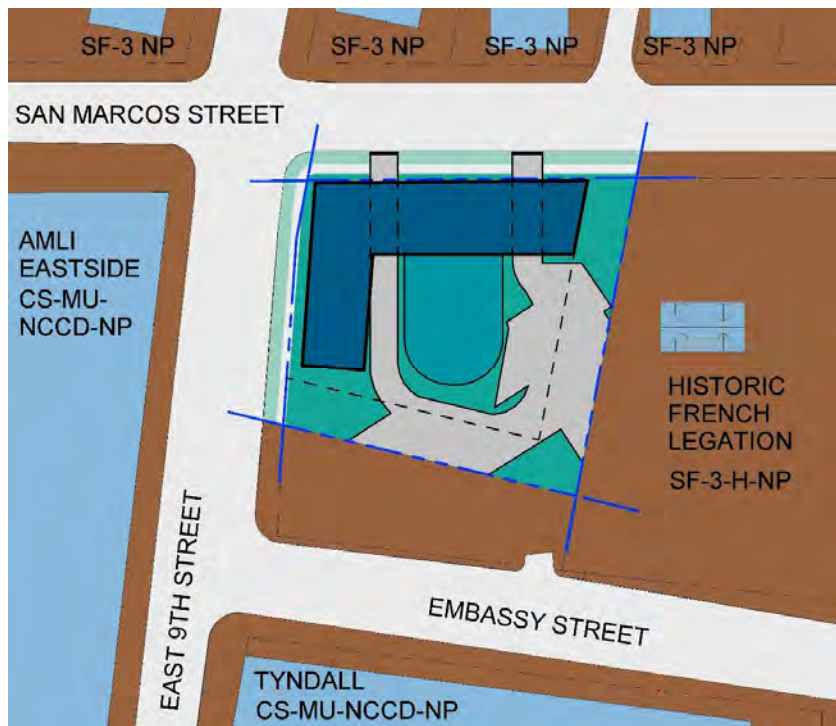 SF-3 NP
SF-3 NP
SF-3 NP
SF-3 NP
SAN MARCOS STREET
AMLI
EASTSIDE
CS-MU-
NCCD-NP
HISTORIC
FRENCH
LEGATION
SF-3-H-NP
EAST 9TH STREET
EMBASSY STREET
TYNDALL
CS-MU-NCCD-NP